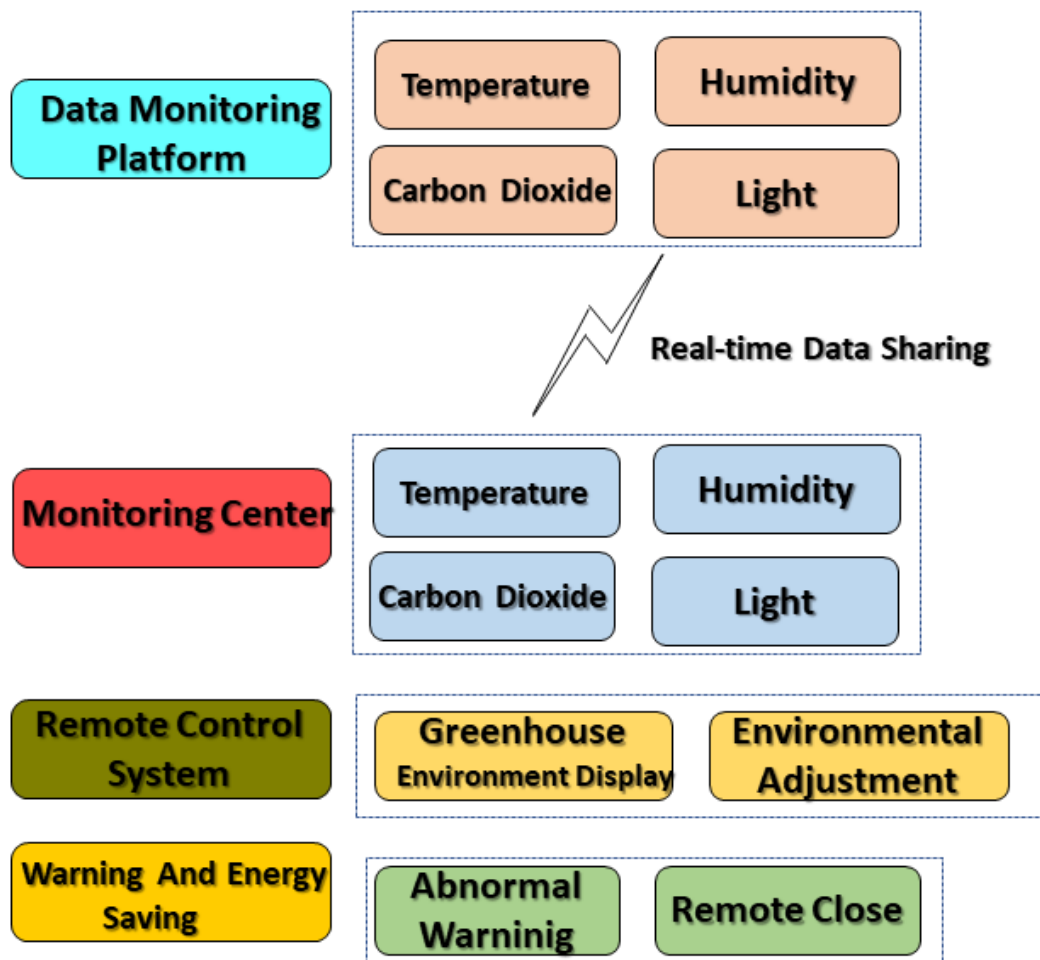 Data Monitoring
Platform
Temperature
Humidity
Carbon Dioxide
Light
Real-time Data Sharing
Monitoring Center
Temperature
Humidity
Carbon Dioxide
Light
Remote Control
System
Greenhouse
Environment Display
Environmental
Adjustment
Warning And Energy
Saving
Abnormal
Warninig
Remote Close